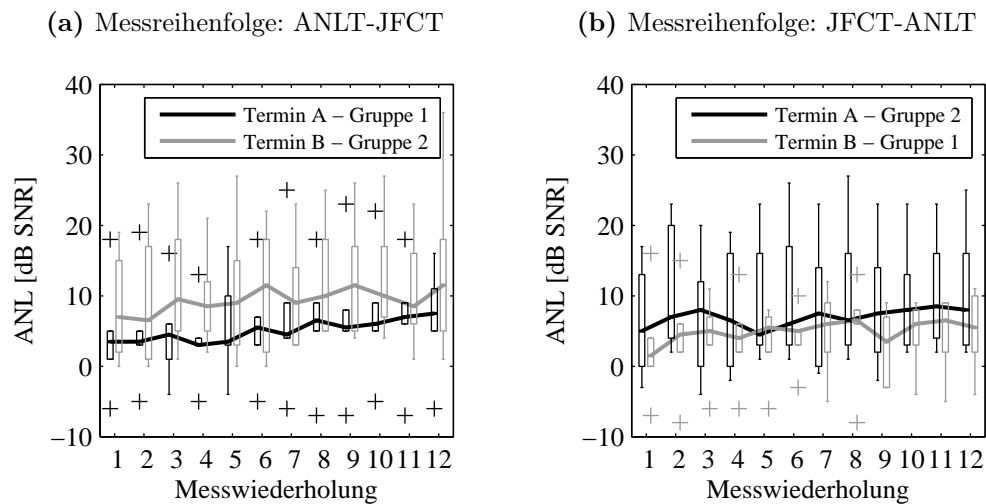 (a) Messreihenfolge: ANLT-JFCT
40
30
20
10
0
−10
ANL [dB SNR]
Termin A − Gruppe 1
Termin B − Gruppe 2
1 2 3 4 5 6 7 8 9 10 11 12
Messwiederholung
(b) Messreihenfolge: JFCT-ANLT
40
30
20
10
0
−10
ANL [dB SNR]
Termin A − Gruppe 2
Termin B − Gruppe 1
1 2 3 4 5 6 7 8 9 10 11 12
Messwiederholung